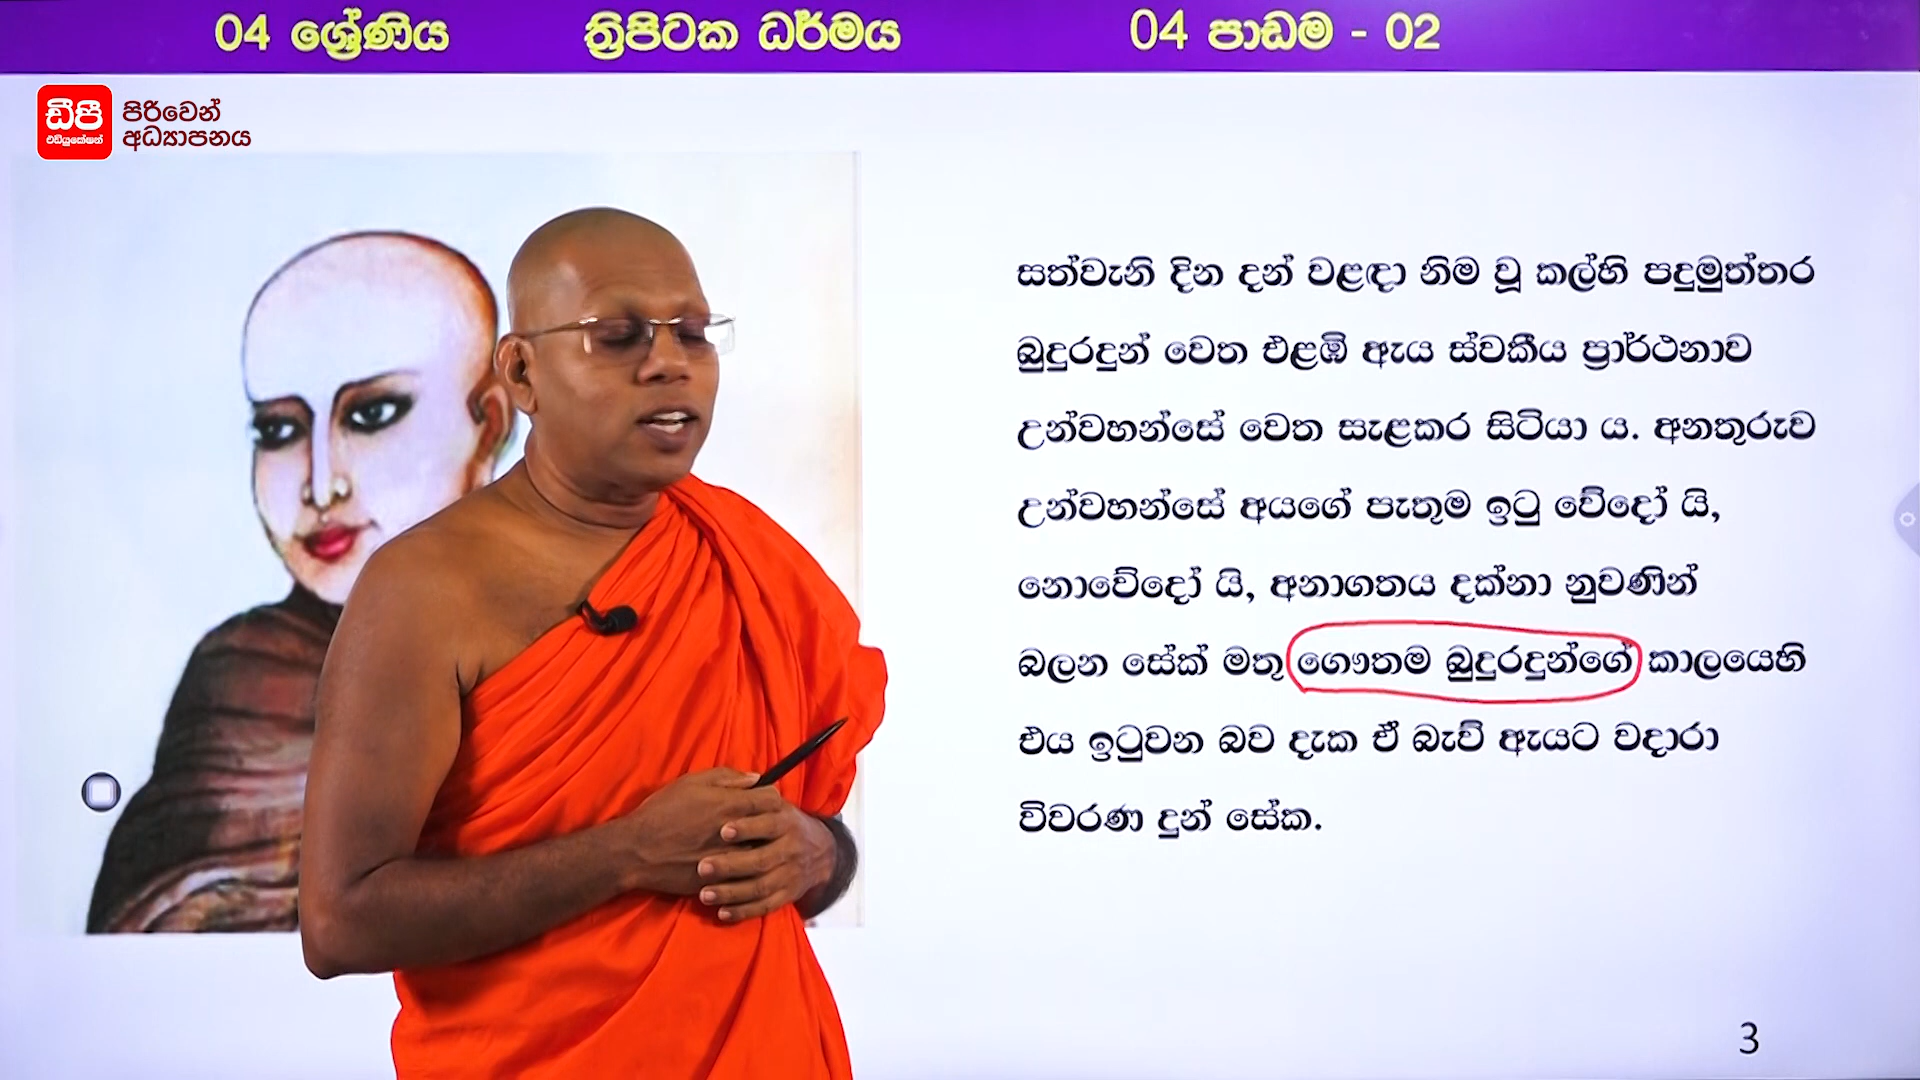 04 ශ්‍රේණිය ත්‍රිපිටක ධර්මය 04 පාඩම - 02
ඩීපී
එඩියුකේෂන්
පිරිවෙන්
අධ්‍යාපනය
සත්වැනි දින දන් වළඳා නිම වූ කල්හි පදුමුත්තර
බුදුරදුන් වෙත එළඹි ඇය ස්වකීය ප්‍රාර්ථනාව
උන්වහන්සේ වෙත සැළකර සිටියා ය. අනතුරුව
උන්වහන්සේ අයගේ පැතුම ඉටු වේදෝ යි,
නොවේදෝ යි, අනාගතය දක්නා නුවණින්
බලන සේක් මතු ගෞතම බුදුරදුන්ගේ කාලයෙහි
එය ඉටුවන බව දැක ඒ බැව් ඇයට වදාරා
විවරණ දුන් සේක.
3